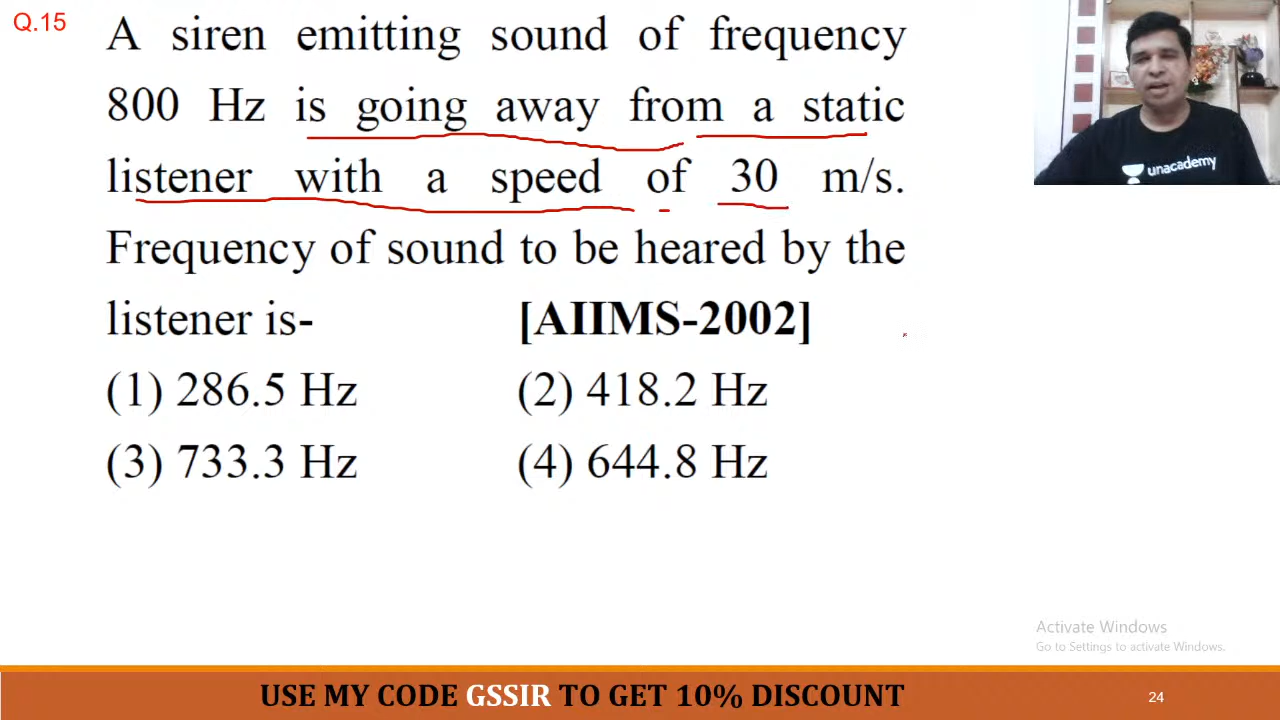 Q.15
A siren emitting sound of frequency
800 Hz is going away from a static
listener with a speed of 30 m/s.
Frequency of sound to be heared by the
listener is- [AIIMS-2002]
(1) 286.5 Hz (2) 418.2 Hz
(3) 733.3 Hz (4) 644.8 Hz
unacademy
Activate Windows
Go to Settings to activate Windows.
USE MY CODE GSSIR TO GET 10% DISCOUNT
24